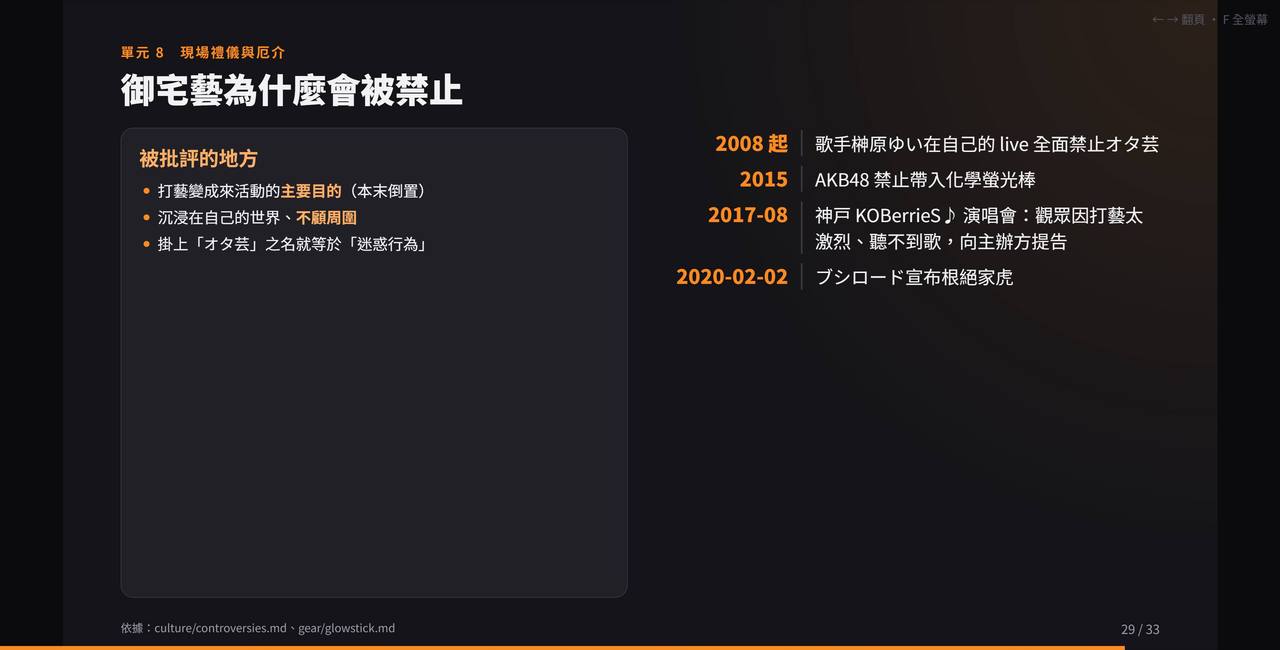 ←→ 翻頁 · F 全螢幕
單元 8 現場禮儀與厄介
御宅藝為什麼會被禁止
被批評的地方
打藝變成來活動的主要目的（本末倒置）
沉浸在自己的世界、不顧周圍
掛上「オタ芸」之名就等於「迷惑行為」
2008 起 歌手榊原ゆい在自己的 live 全面禁止オタ芸
2015 AKB48 禁止帶入化學螢光棒
2017-08 神戸 KOBerrieS♪ 演唱會：觀眾因打藝太
激烈、聽不到歌，向主辦方提告
2020-02-02 ブシロード宣布根絕家虎
依據：culture/controversies.md、gear/glowstick.md
29 / 33